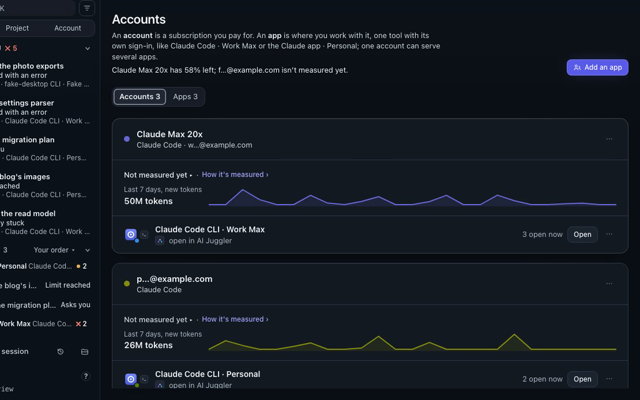 K
Project Account
5
the photo exports
d with an error
· fake-desktop CLI · Fake ...
settings parser
d with an error
· Claude Code CLI · Work ...
migration plan
u
· Claude Code CLI · Pers...
blog's images
ached
· Claude Code CLI · Pers...
the read model
y stuck
· Claude Code CLI · Work ...
3 Your order
Personal Claude Cod... 2
e blog's i... Limit reached
e migration pl... Asks you
Work Max Claude Co... 2
session
?
view
Accounts
An account is a subscription you pay for. An app is where you work with it, one tool with its
own sign-in, like Claude Code · Work Max or the Claude app · Personal; one account can serve
several apps.
Claude Max 20x has 58% left; f...@example.com isn't measured yet.
Add an app
Accounts 3 Apps 3
Claude Max 20x
Claude Code · w...@example.com
Not measured yet · How it's measured ›
Last 7 days, new tokens
50M tokens
Claude Code CLI · Work Max
open in AI Juggler
3 open now Open
p...@example.com
Claude Code
Not measured yet · How it's measured ›
Last 7 days, new tokens
26M tokens
Claude Code CLI · Personal
open in AI Juggler
2 open now Open